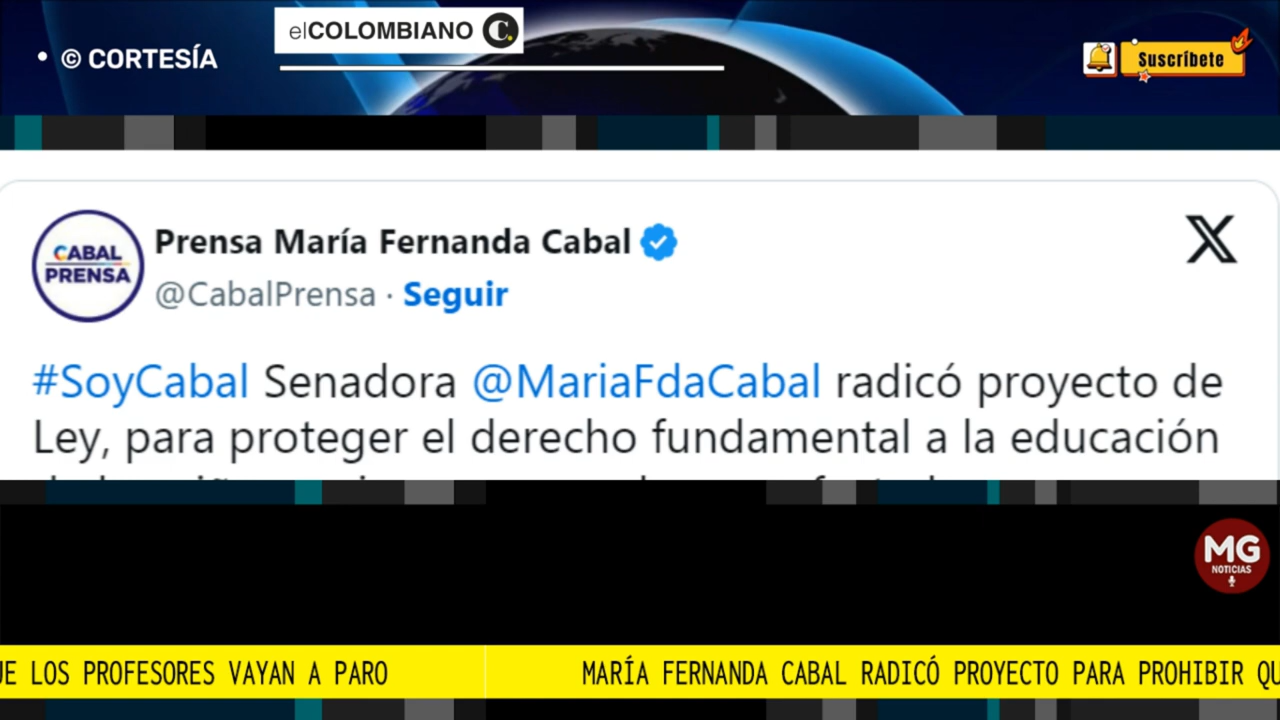 elCOLOMBIANO C.
• © CORTESÍA
Suscríbete
CABAL
PRENSA
Prensa María Fernanda Cabal
@CabalPrensa · Seguir
X
#SoyCabal Senadora @MariaFdaCabal radicó proyecto de
Ley, para proteger el derecho fundamental a la educación
MG
NOTICIAS
UE LOS PROFESORES VAYAN A PARO
MARÍA FERNANDA CABAL RADICÓ PROYECTO PARA PROHIBIR QU